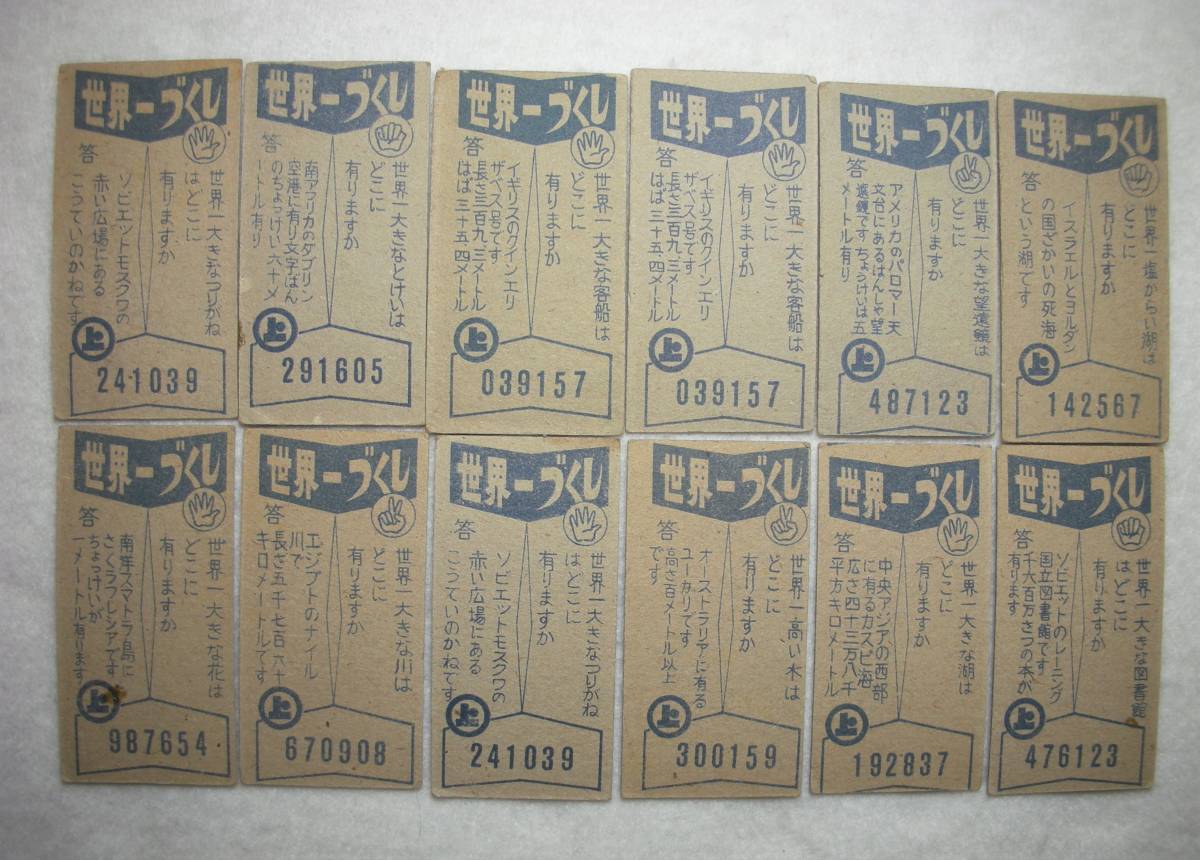 世界一づくし
世界一大きなつりがね
はどこに
有りますか
答
ソビエットモスクワの
赤い広場にある
こうていのかねです
上
241039
世界一づくし
世界一大きなとけいは
どこに
有りますか
答
南アフリカのダブリン
空港に有り文字ばん
のちょっけい六十メ
ートル有り
上
291605
世界一づくし
世界一大きな客船は
どこに
有りますか
答
イギリスのクインエリ
ザベス号です
長さ三百九三メートル
はば三十五四メートル
上
039157
世界一づくし
世界一大きな客船は
どこに
有りますか
答
イギリスのクインエリ
ザベス号です
長さ三百九三メートル
はば三十五四メートル
上
039157
世界一づくし
世界一大きな望遠鏡は
どこに
有りますか
答
アメリカのパロマー天
文台にあるはんしゃ望
遠鏡です ちょうけいは五
メートル有り
上
487123
世界一づくし
世界一塩からい湖は
どこに
有りますか
答
イスラエルとヨルダン
の国ざかいの死海
という湖です
上
142567
世界一づくし
世界一大きな花は
どこに
有りますか
答
南洋スマトラ島に
さくラフレシアです
ちょっけいが
一メートル有ります
上
987654
世界一づくし
世界一大きな川は
どこに
有りますか
答
エジプトのナイル
川で
長さ五千七百六十
キロメートルです
上
670908
世界一づくし
世界一大きなつりがね
はどこに
有りますか
答
ソビエットモスクワの
赤い広場にある
こうていのかねです
上
241039
世界一づくし
世界一高い木は
どこに
有りますか
答
オーストラリアに有る
ユーカリです
高さ百メートル以上
です
上
300159
世界一づくし
世界一大きな湖は
どこに
有りますか
答
中央アジアの西部
に有るカスピ海
広さ四十三万八千
平方キロメートル
上
192837
世界一づくし
世界一大きな図書館
はどこに
有りますか
答
ソビエットのレーニング
国立図書館です
千六百万さつの本が
有ります
上
476123